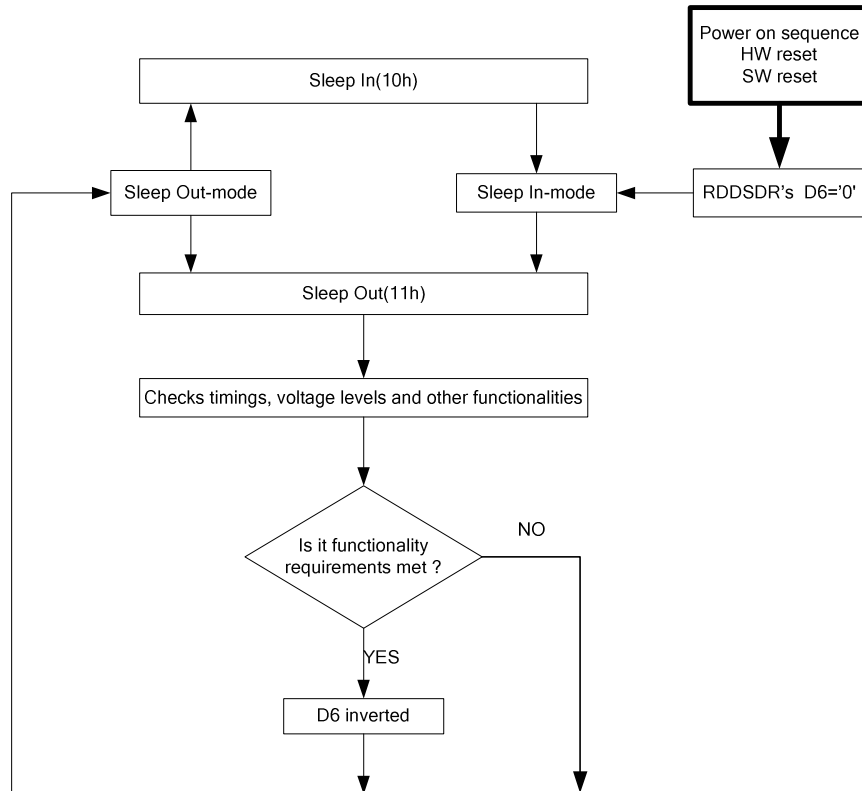 Power on sequence
HW reset
SW reset
Sleep In(10h)
Sleep Out-mode
Sleep In-mode
RDDSDR's D6='0'
Sleep Out(11h)
Checks timings, voltage levels and other functionalities
Is it functionality
requirements met ?
NO
YES
D6 inverted